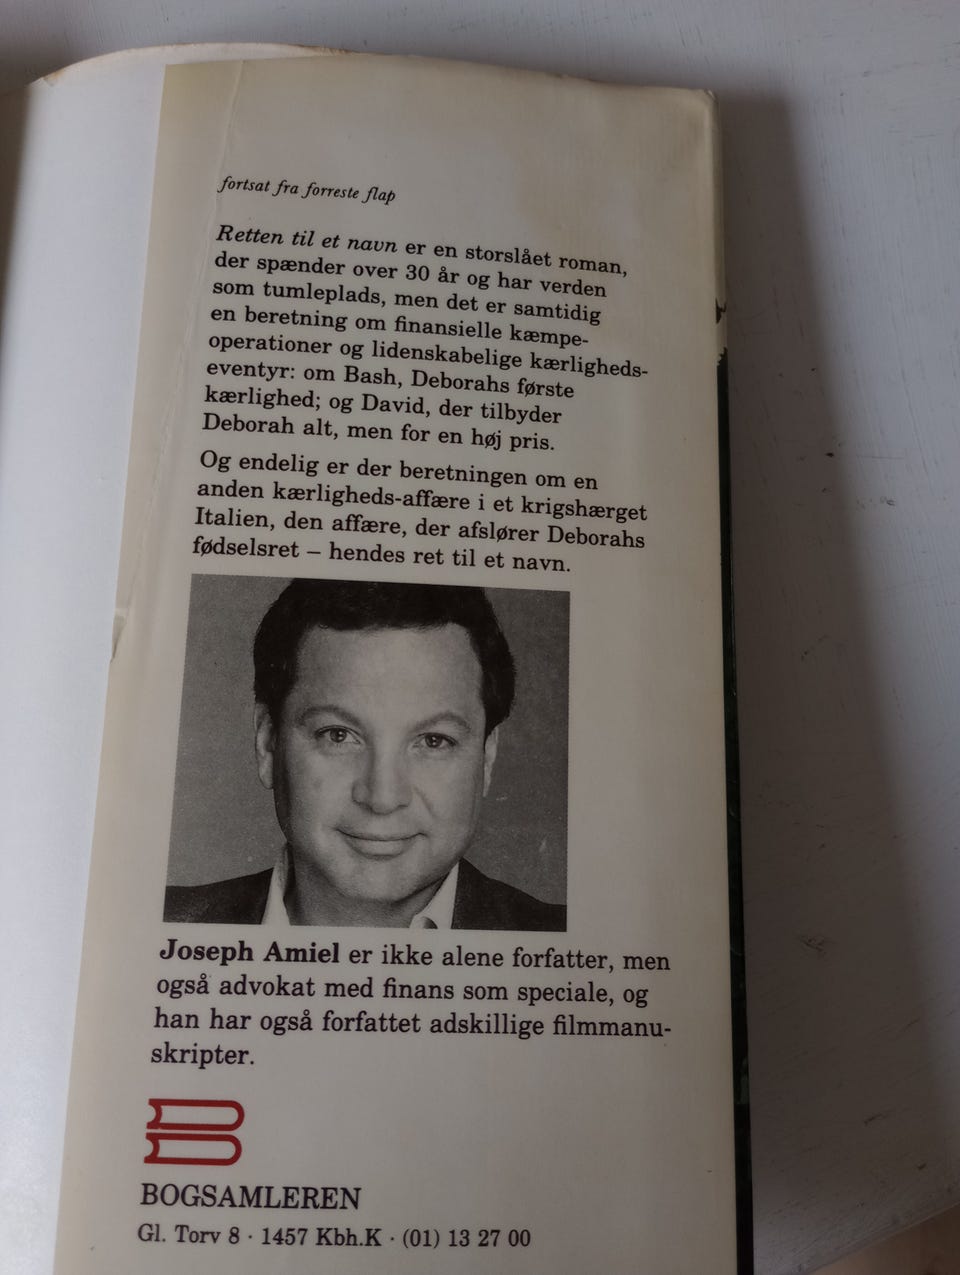 fortsat fra forreste flap
Retten til et navn er en storslået roman,
der spænder over 30 år og har verden
som tumleplads, men det er samtidig
en beretning om finansielle kæmpe-
operationer og lidenskabelige kærligheds-
eventyr: om Bash, Deborahs første
kærlighed; og David, der tilbyder
Deborah alt, men for en høj pris.
Og endelig er der beretningen om en
anden kærligheds-affære i et krigshærget
Italien, den affære, der afslører Deborahs
fødselsret – hendes ret til et navn.
Joseph Amiel er ikke alene forfatter, men
også advokat med finans som speciale, og
han har også forfattet adskillige filmmanu-
skripter.
BOGSAMLEREN
Gl. Torv 8 · 1457 Kbh.K · (01) 13 27 00